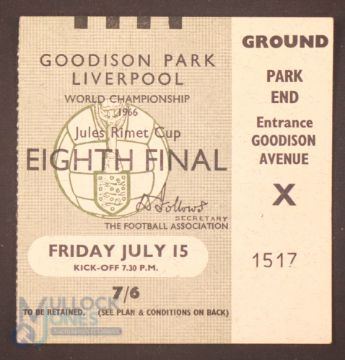 GOODISON PARK
LIVERPOOL
WORLD CHAMPIONSHIP
1966
Jules Rimet Cup
EIGHTH FINAL
SECRETARY
THE FOOTBALL ASSOCIATION
FRIDAY JULY 15
KICK-OFF 7.30 P.M.
7/6
TO BE RETAINED. (SEE PLAN & CONDITIONS ON BACK)
GROUND
PARK
END
Entrance
GOODISON
AVENUE
X
1517
MULLOCK
JONES